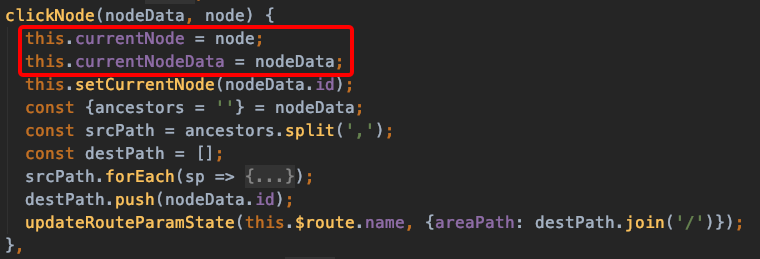 clickNode(nodeData, node) {
this.currentNode = node;
this.currentNodeData = nodeData;
this.setCurrentNode(nodeData.id);
const {ancestors = ''} = nodeData;
const srcPath = ancestors.split(',');
const destPath = [];
srcPath.forEach(sp => {...});
destPath.push(nodeData.id);
updateRouteParamState(this.$route.name, {areaPath: destPath.join('/')});
},